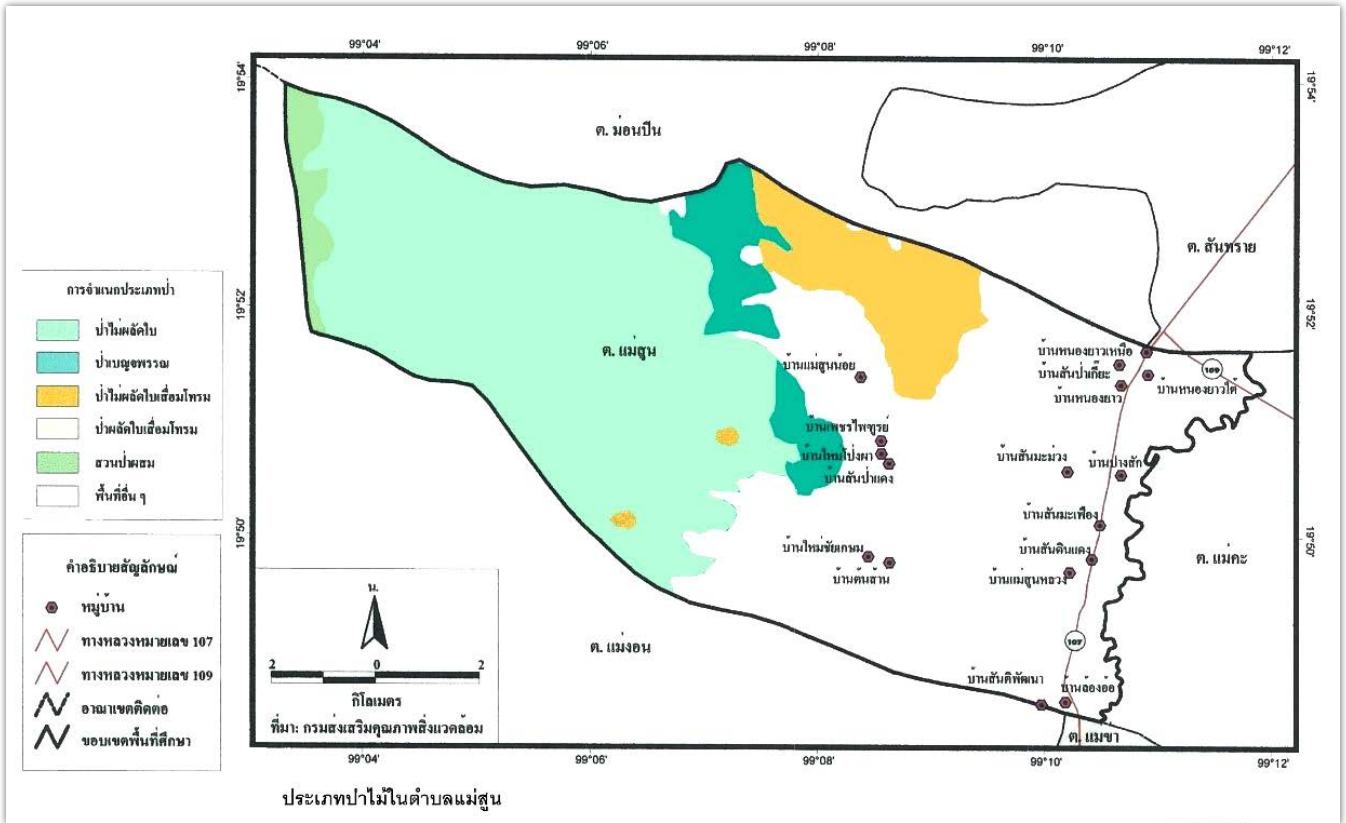 99°04' 99°06' 99°08' 99°10' 99°12'
19°54'
19°54'
ต. ม่อนปิ่น
ต. สันทราย
19°52'
19°52'
การจำแนกประเภทป่า
ป่าไม่ผลัดใบ
ป่าเบญจพรรณ
ป่าไม่ผลัดใบเสื่อมโทรม
ป่าผลัดใบเสื่อมโทรม
สวนป่าผสม
พื้นที่อื่น ๆ
ต. แม่สูน
บ้านแม่สูนน้อย
บ้านหนองยาวเหนือ
บ้านสันป่าเกี๊ยะ
บ้านหนองยาว
109
บ้านหนองยาวใต้
บ้านเพชรไพฑูรย์
บ้านใหม่โป่งผา
บ้านสันป่าแดง
บ้านสันมะม่วง
บ้านปางสัก
บ้านสันมะเฟือง
19°50'
19°50'
บ้านใหม่ชัยเกษม
บ้านต้นส้าน
บ้านสันดินแดง
บ้านแม่สูนหลวง
ต. แม่คะ
คำอธิบายสัญลักษณ์
หมู่บ้าน
ทางหลวงหมายเลข 107
ทางหลวงหมายเลข 109
อาณาเขตติดต่อ
ขอบเขตพื้นที่ศึกษา
น.
2 0 2
กิโลเมตร
ที่มา: กรมส่งเสริมคุณภาพสิ่งแวดล้อม
ต. แม่งอน
107
บ้านสันติพัฒนา
บ้านล้องอ้อ
ต. แม่ข่า
99°04' 99°06' 99°08' 99°10' 99°12'
ประเภทป่าไม้ในตำบลแม่สูน